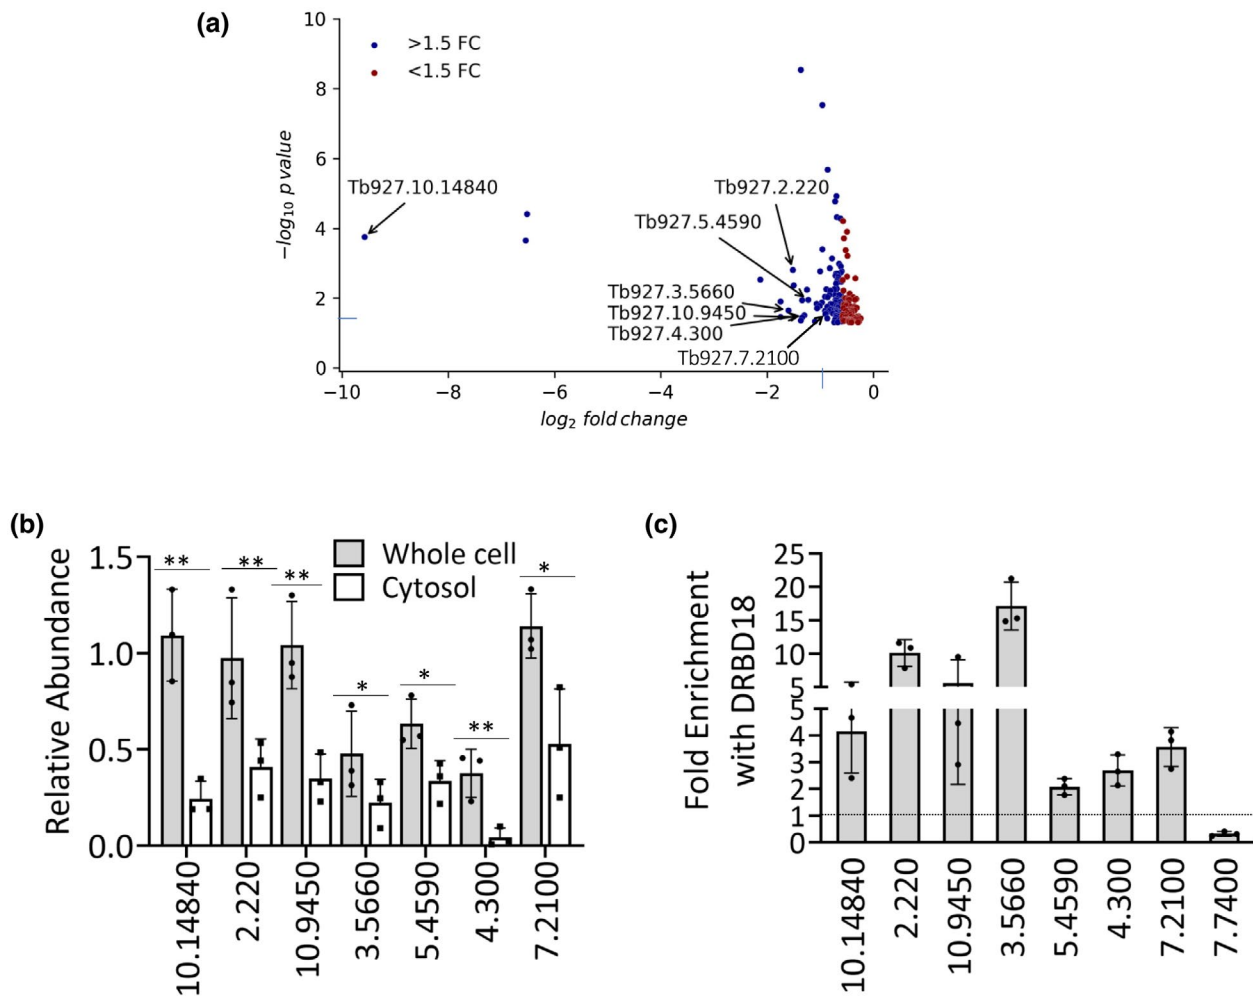 (a)
10
8
6
4
2
0
−log₁₀ p value
>1.5 FC
<1.5 FC
Tb927.10.14840
Tb927.2.220
Tb927.5.4590
Tb927.3.5660
Tb927.10.9450
Tb927.4.300
Tb927.7.2100
−10 −8 −6 −4 −2 0
log₂ fold change
(b)
Relative Abundance
1.5
1.0
0.5
0.0
Whole cell
Cytosol
** ** ** * * ** *
10.14840
2.220
10.9450
3.5660
5.4590
4.300
7.2100
(c)
Fold Enrichment
with DRBD18
25
20
15
10
5
5
4
3
2
1
0
10.14840
2.220
10.9450
3.5660
5.4590
4.300
7.2100
7.7400